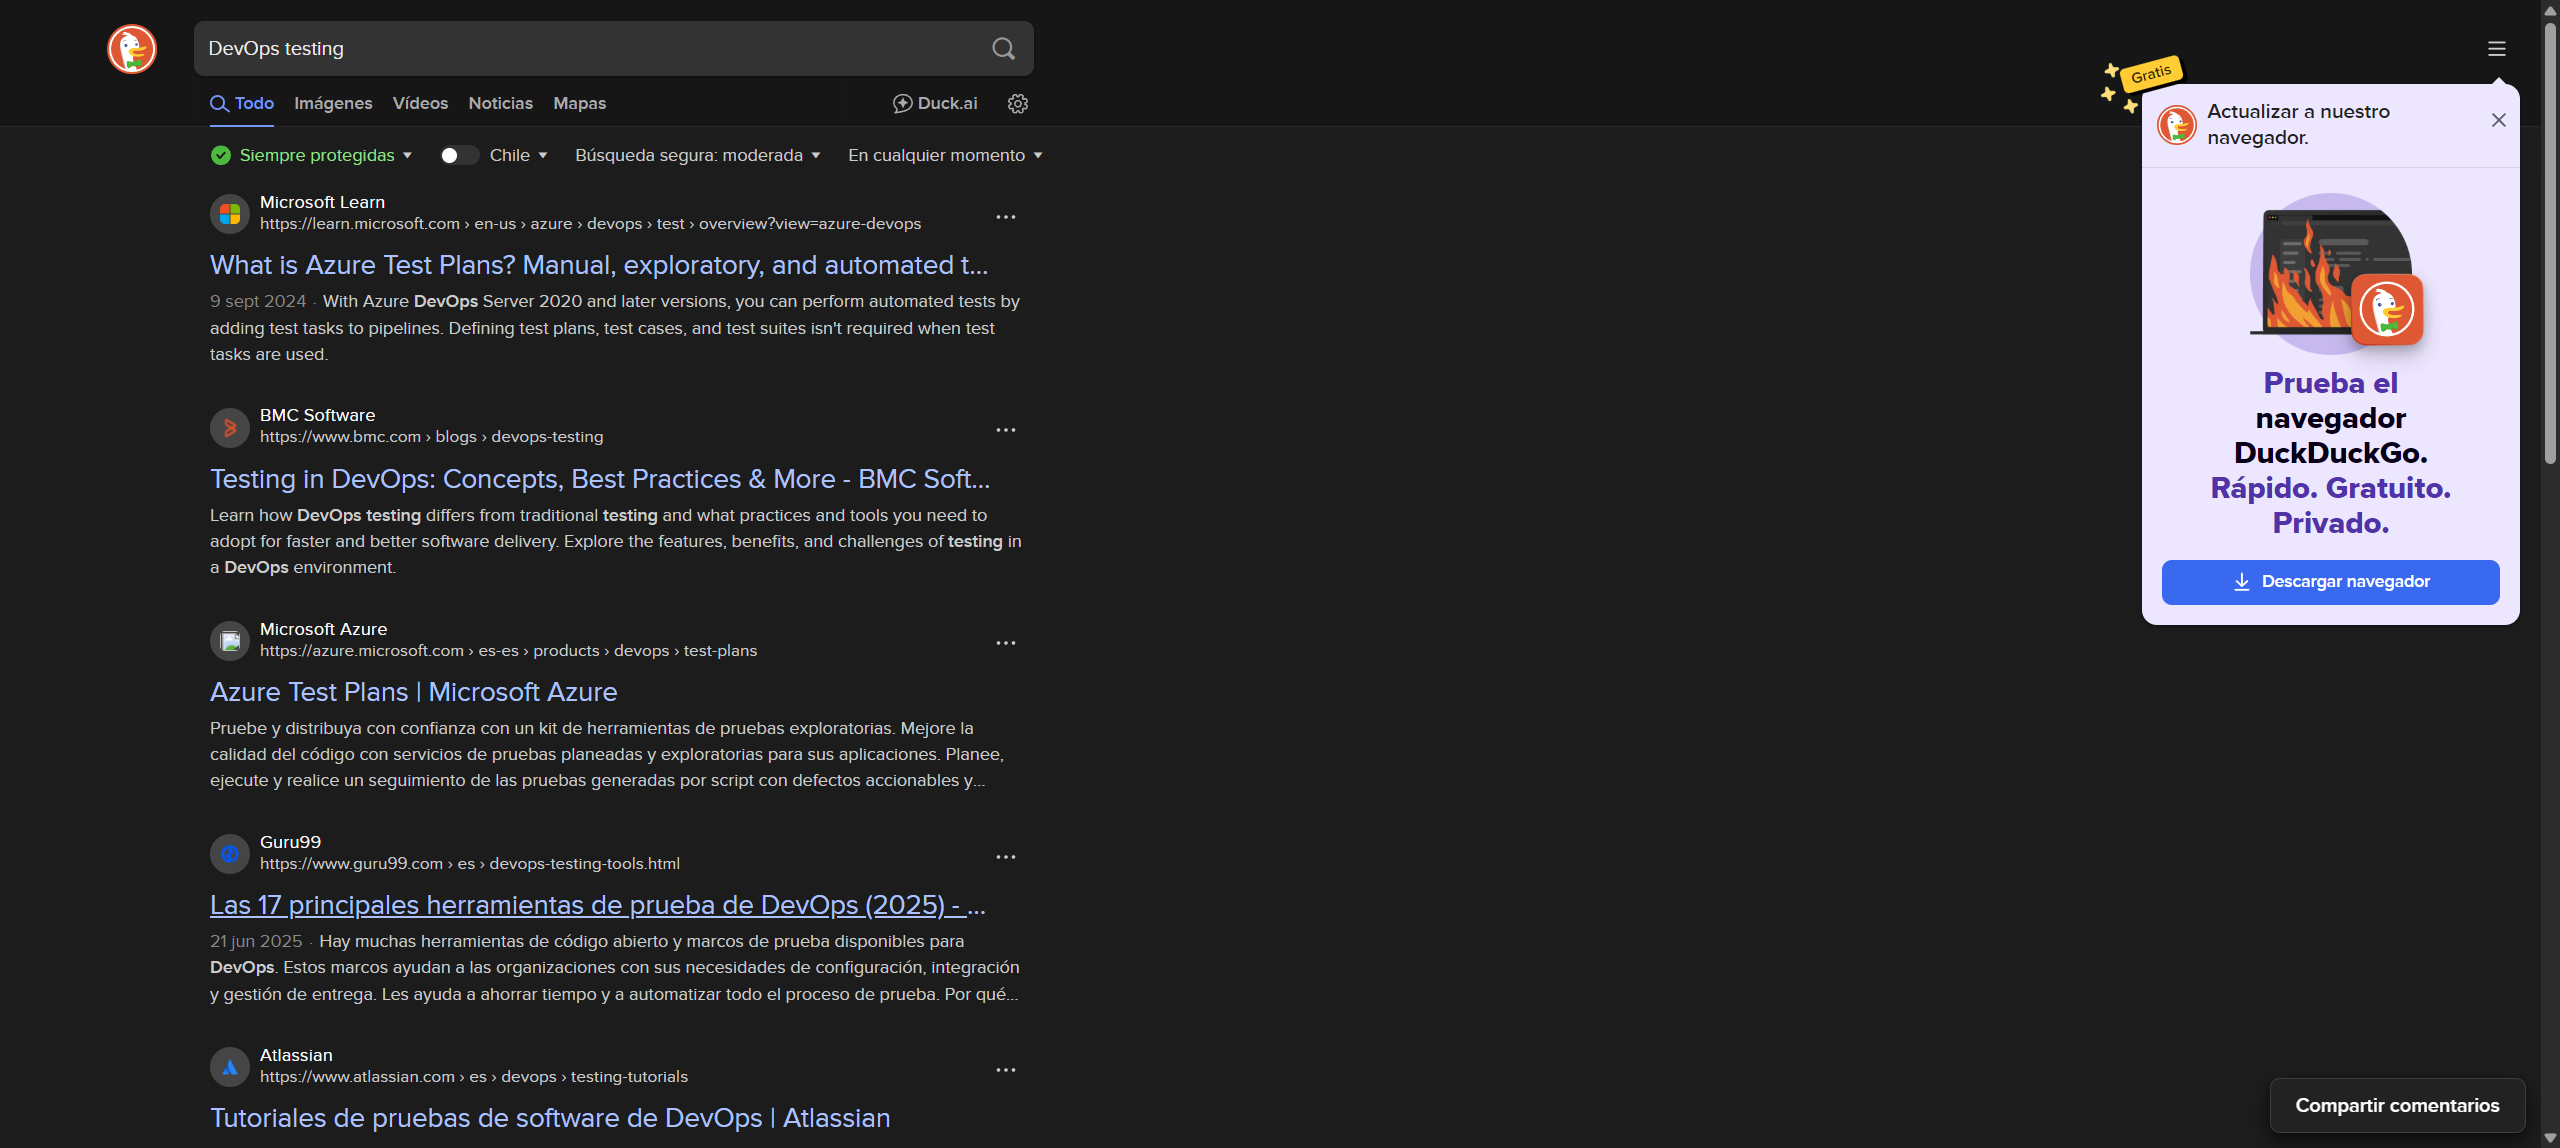 DevOps testing
Todo
Imágenes
Vídeos
Noticias
Mapas
Duck.ai
Siempre protegidas
Chile
Búsqueda segura: moderada
En cualquier momento
Microsoft Learn
https://learn.microsoft.com › en-us › azure › devops › test › overview?view=azure-devops
What is Azure Test Plans? Manual, exploratory, and automated t...
9 sept 2024 · With Azure DevOps Server 2020 and later versions, you can perform automated tests by
adding test tasks to pipelines. Defining test plans, test cases, and test suites isn't required when test
tasks are used.
BMC Software
https://www.bmc.com › blogs › devops-testing
Testing in DevOps: Concepts, Best Practices & More - BMC Soft...
Learn how DevOps testing differs from traditional testing and what practices and tools you need to
adopt for faster and better software delivery. Explore the features, benefits, and challenges of testing in
a DevOps environment.
Microsoft Azure
https://azure.microsoft.com › es-es › products › devops › test-plans
Azure Test Plans | Microsoft Azure
Pruebe y distribuya con confianza con un kit de herramientas de pruebas exploratorias. Mejore la
calidad del código con servicios de pruebas planeadas y exploratorias para sus aplicaciones. Planee,
ejecute y realice un seguimiento de las pruebas generadas por script con defectos accionables y...
Guru99
https://www.guru99.com › es › devops-testing-tools.html
Las 17 principales herramientas de prueba de DevOps (2025) - ...
21 jun 2025 · Hay muchas herramientas de código abierto y marcos de prueba disponibles para
DevOps. Estos marcos ayudan a las organizaciones con sus necesidades de configuración, integración
y gestión de entrega. Les ayuda a ahorrar tiempo y a automatizar todo el proceso de prueba. Por qué...
Atlassian
https://www.atlassian.com › es › devops › testing-tutorials
Tutoriales de pruebas de software de DevOps | Atlassian
Gratis
Actualizar a nuestro
navegador.
Prueba el
navegador
DuckDuckGo.
Rápido. Gratuito.
Privado.
Descargar navegador
Compartir comentarios